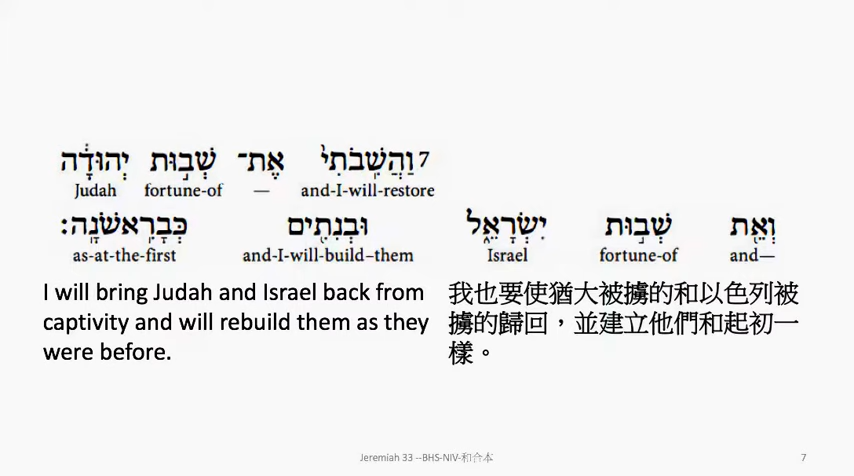 7 וַהֲשִֽׁבֹתִי֙ אֶת־ שְׁב֣וּת יְהוּדָ֔ה
and-I-will-restore — fortune-of Judah
וְאֵ֖ת שְׁב֣וּת יִשְׂרָאֵ֑ל וּבְנִתִ֖ים כְּבָרִֽאשֹׁנָֽה׃
and— fortune-of Israel and-I-will-build-them as-at-the-first
I will bring Judah and Israel back from
captivity and will rebuild them as they
were before.
我也要使猶大被擄的和以色列被
擄的歸回，並建立他們和起初一
樣。
Jeremiah 33 --BHS-NIV-和合本
7